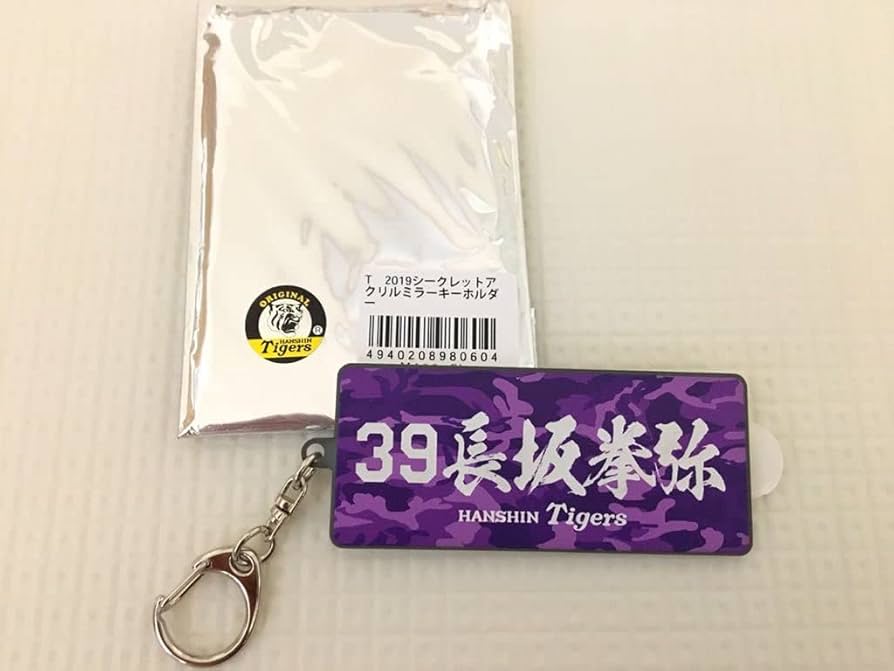 ORIGINAL
HANSHIN
Tigers
®
T 2019シークレットア
クリルミラーキーホルダ
ー
4940208980604
39長坂拳弥
HANSHIN Tigers